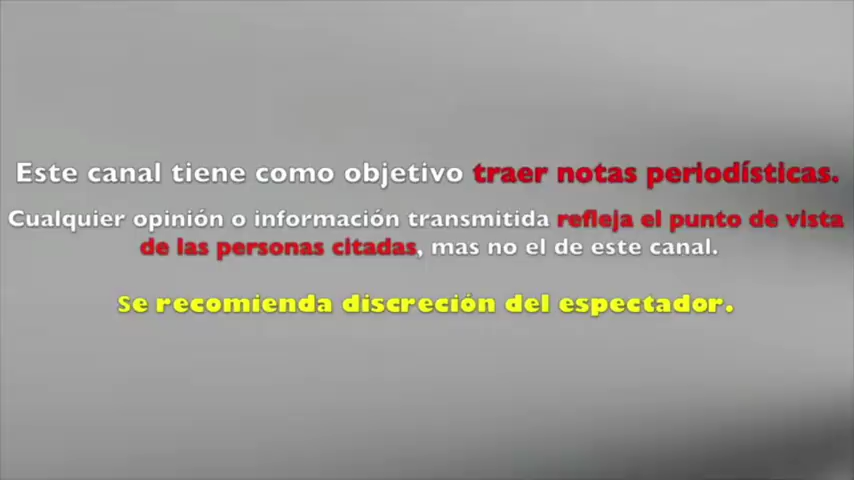 Este canal tiene como objetivo traer notas periodísticas.
Cualquier opinión o información transmitida refleja el punto de vista
de las personas citadas, mas no el de este canal.
Se recomienda discreción del espectador.